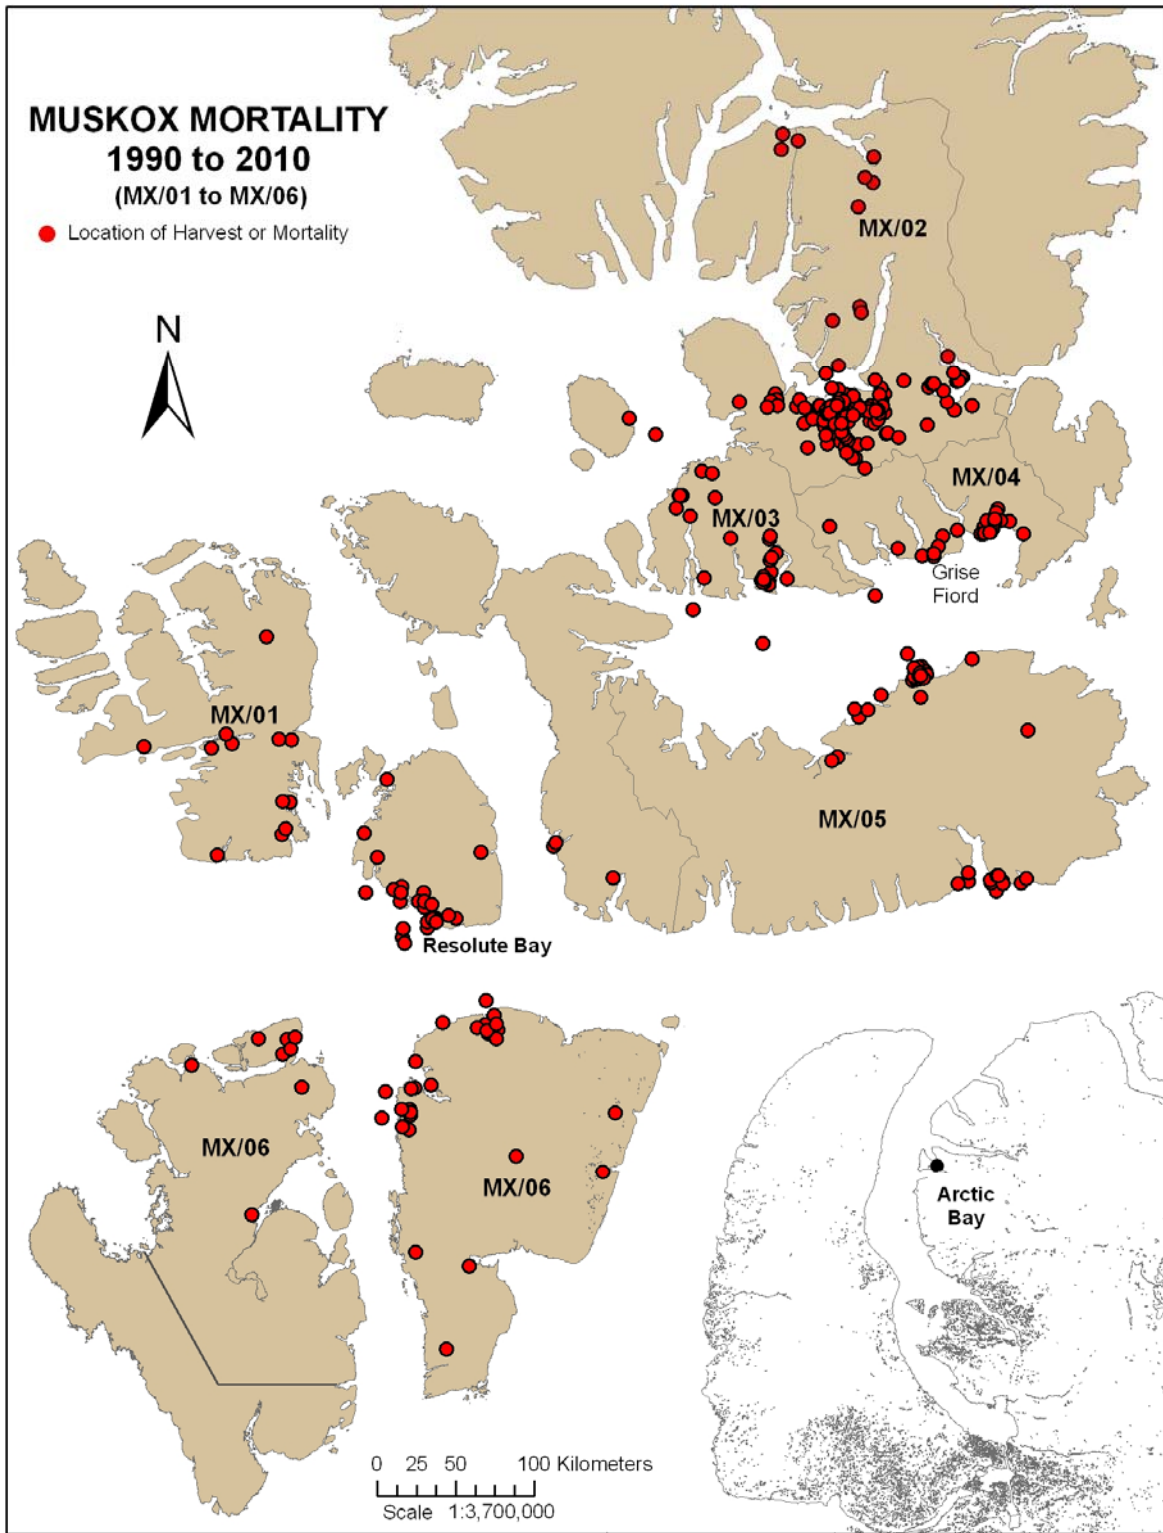 MUSKOX MORTALITY
1990 to 2010
(MX/01 to MX/06)
Location of Harvest or Mortality
N
MX/02
MX/04
MX/03
Grise
Fiord
MX/01
MX/05
Resolute Bay
MX/06
MX/06
Arctic
Bay
0 25 50 100 Kilometers
Scale 1:3,700,000